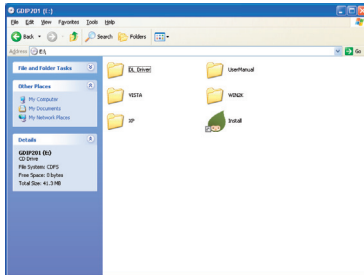 GDIP201 (E:)
File Edit View Favorites Tools Help
Back Search Folders
Address E:\ Go
File and Folder Tasks
Other Places
My Computer
My Documents
My Network Places
Details
GDIP201 (E:)
CD Drive
File System: CDFS
Free Space: 0 bytes
Total Size: 41.3 MB
DL_Driver UserManual
VISTA WIN2K
XP Install